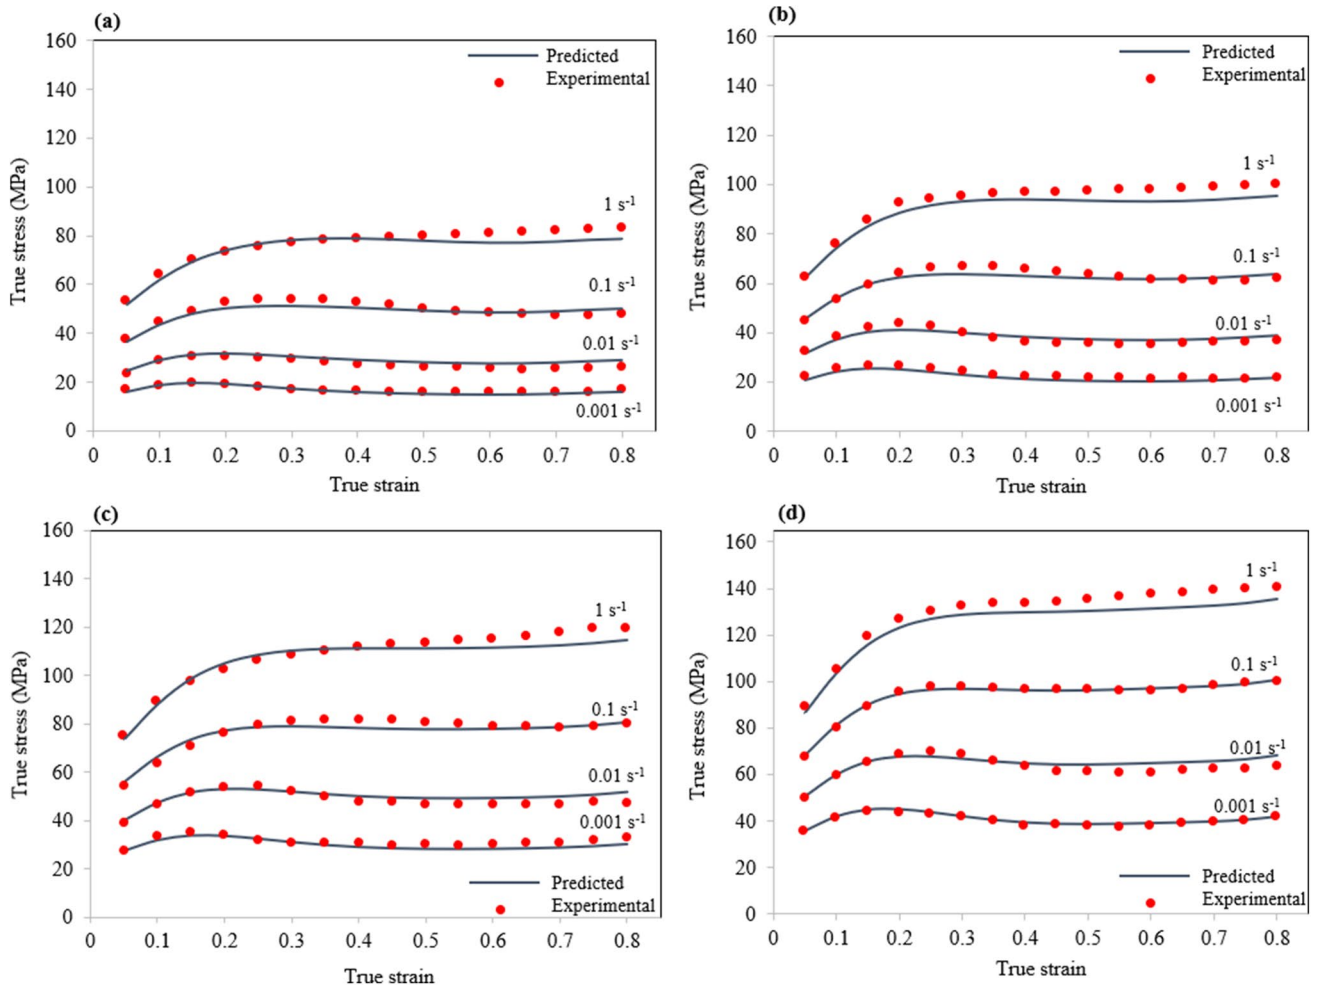 (a)
160
140
120
100
80
60
40
20
0
True stress (MPa)
Predicted
Experimental
1 s⁻¹
0.1 s⁻¹
0.01 s⁻¹
0.001 s⁻¹
0 0.1 0.2 0.3 0.4 0.5 0.6 0.7 0.8
True strain
(b)
160
140
120
100
80
60
40
20
0
True stress (MPa)
Predicted
Experimental
1 s⁻¹
0.1 s⁻¹
0.01 s⁻¹
0.001 s⁻¹
0 0.1 0.2 0.3 0.4 0.5 0.6 0.7 0.8
True strain
(c)
160
140
120
100
80
60
40
20
0
True stress (MPa)
1 s⁻¹
0.1 s⁻¹
0.01 s⁻¹
0.001 s⁻¹
Predicted
Experimental
0 0.1 0.2 0.3 0.4 0.5 0.6 0.7 0.8
True strain
(d)
160
140
120
100
80
60
40
20
0
True stress (MPa)
1 s⁻¹
0.1 s⁻¹
0.01 s⁻¹
0.001 s⁻¹
Predicted
Experimental
0 0.1 0.2 0.3 0.4 0.5 0.6 0.7 0.8
True strain